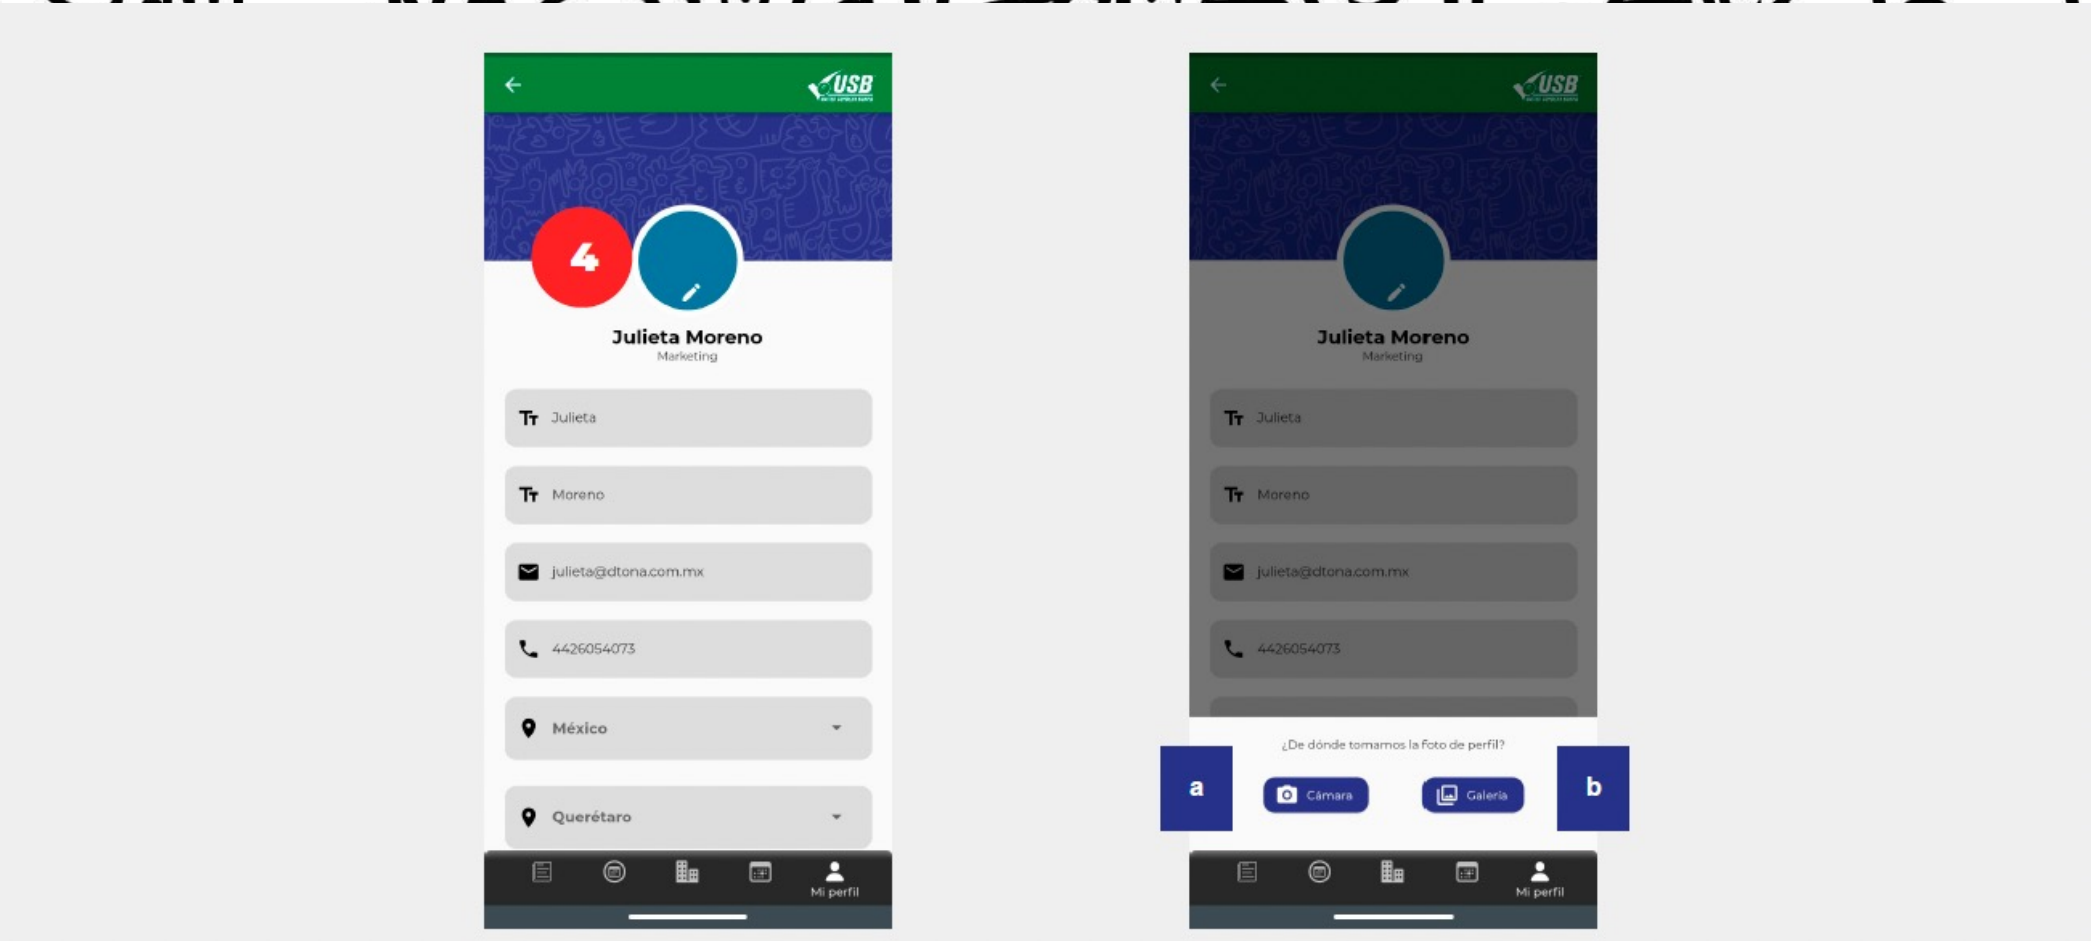 USB
4
Julieta Moreno
Marketing
Julieta
Moreno
julieta@dtona.com.mx
4426054073
México
Querétaro
Mi perfil
USB
Julieta Moreno
Marketing
Julieta
Moreno
julieta@dtona.com.mx
4426054073
¿De dónde tomamos la foto de perfil?
a
Cámara
Galería
b
Mi perfil